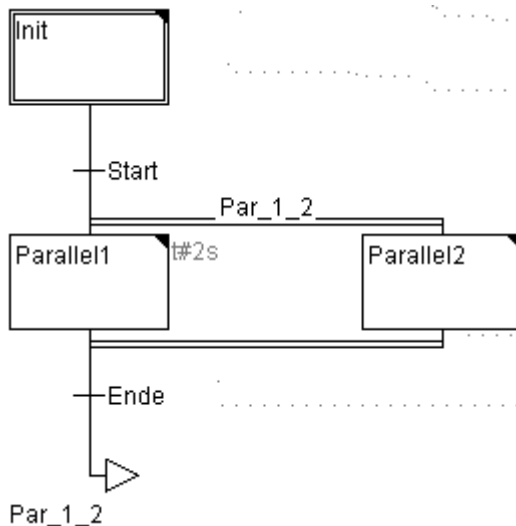 Init
Start
Par_1_2
Parallel1
t#2s
Parallel2
Ende
Par_1_2